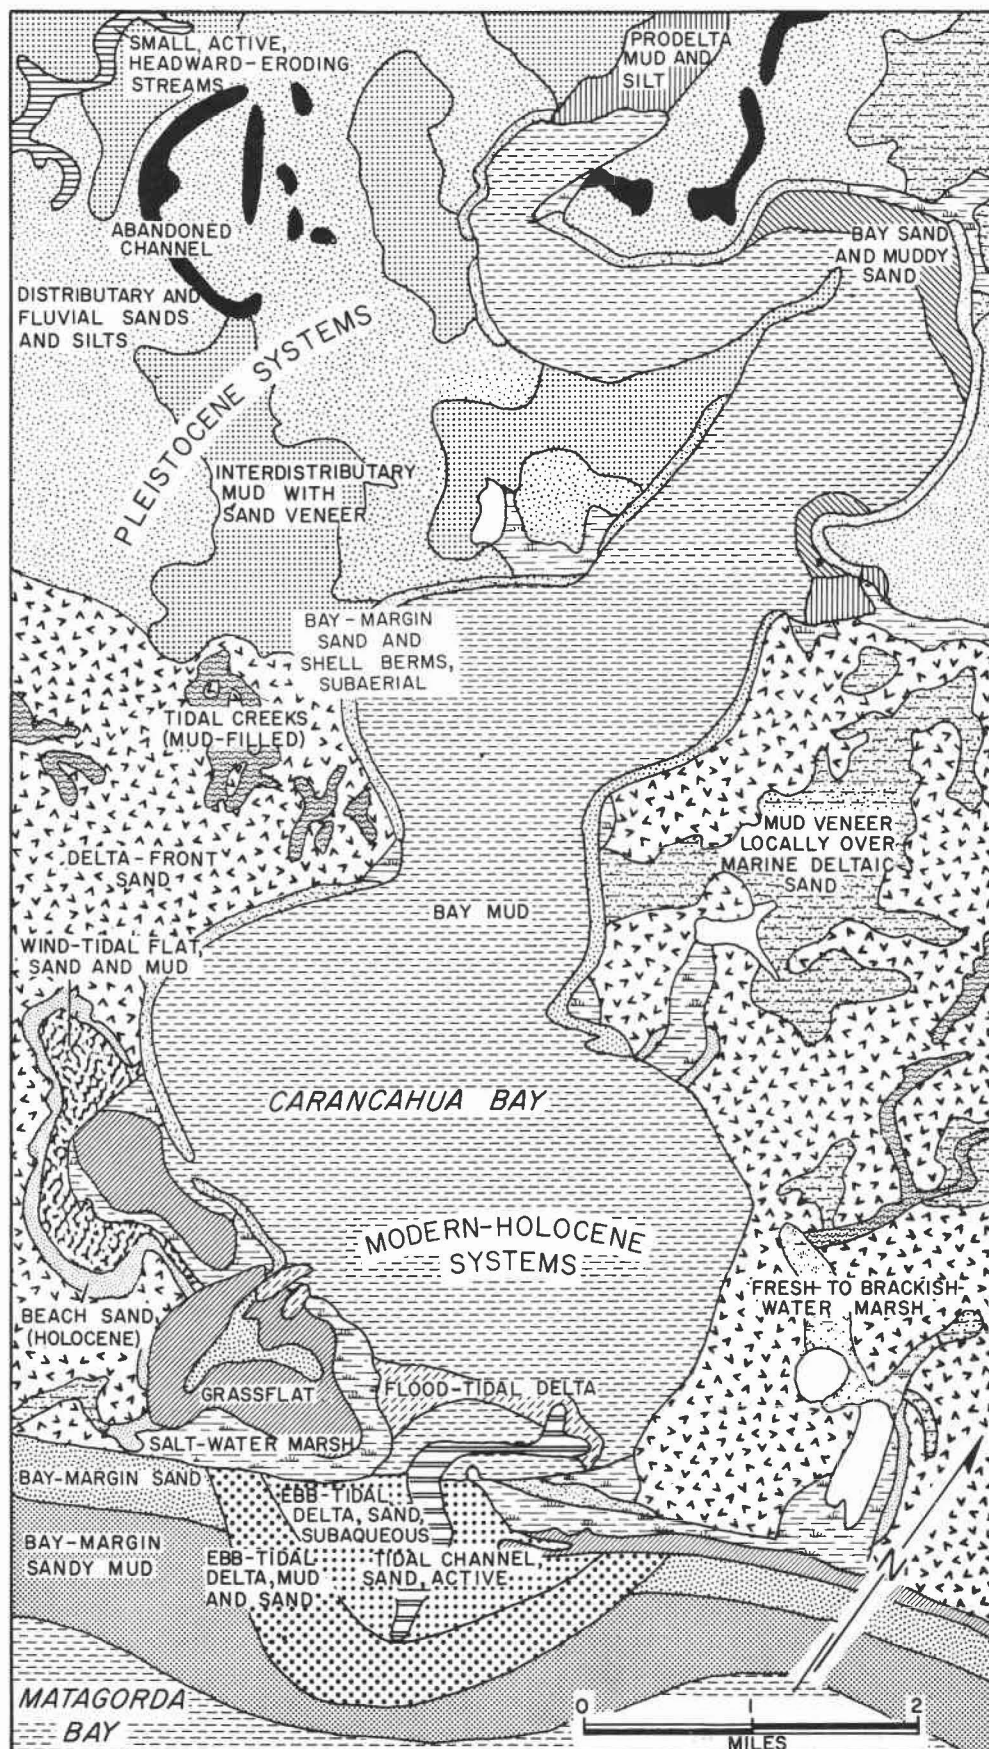 SMALL, ACTIVE,
HEADWARD-ERODING
STREAMS
PRODELTA
MUD AND
SILT
ABANDONED
CHANNEL
BAY SAND
AND MUDDY
SAND
DISTRIBUTARY AND
FLUVIAL SANDS
AND SILTS
PLEISTOCENE SYSTEMS
INTERDISTRIBUTARY
MUD WITH
SAND VENEER
BAY-MARGIN
SAND AND
SHELL BERMS,
SUBAERIAL
TIDAL CREEKS
(MUD-FILLED)
MUD VENEER
LOCALLY OVER
MARINE DELTAIC
SAND
DELTA-FRONT
SAND
BAY MUD
WIND-TIDAL FLAT,
SAND AND MUD
CARANCAHUA BAY
MODERN-HOLOCENE
SYSTEMS
FRESH-TO BRACKISH-
WATER MARSH
BEACH SAND
(HOLOCENE)
GRASSFLAT
FLOOD-TIDAL DELTA
SALT-WATER MARSH
BAY-MARGIN SAND
EBB-TIDAL
DELTA, SAND,
SUBAQUEOUS
BAY-MARGIN
SANDY MUD
EBB-TIDAL
DELTA, MUD
AND SAND
TIDAL CHANNEL,
SAND, ACTIVE
N
MATAGORDA
BAY
0 1 2
MILES